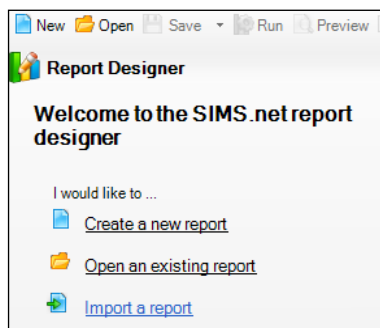 New Open Save Run Preview
Report Designer
Welcome to the SIMS.net report
designer
I would like to ...
Create a new report
Open an existing report
Import a report